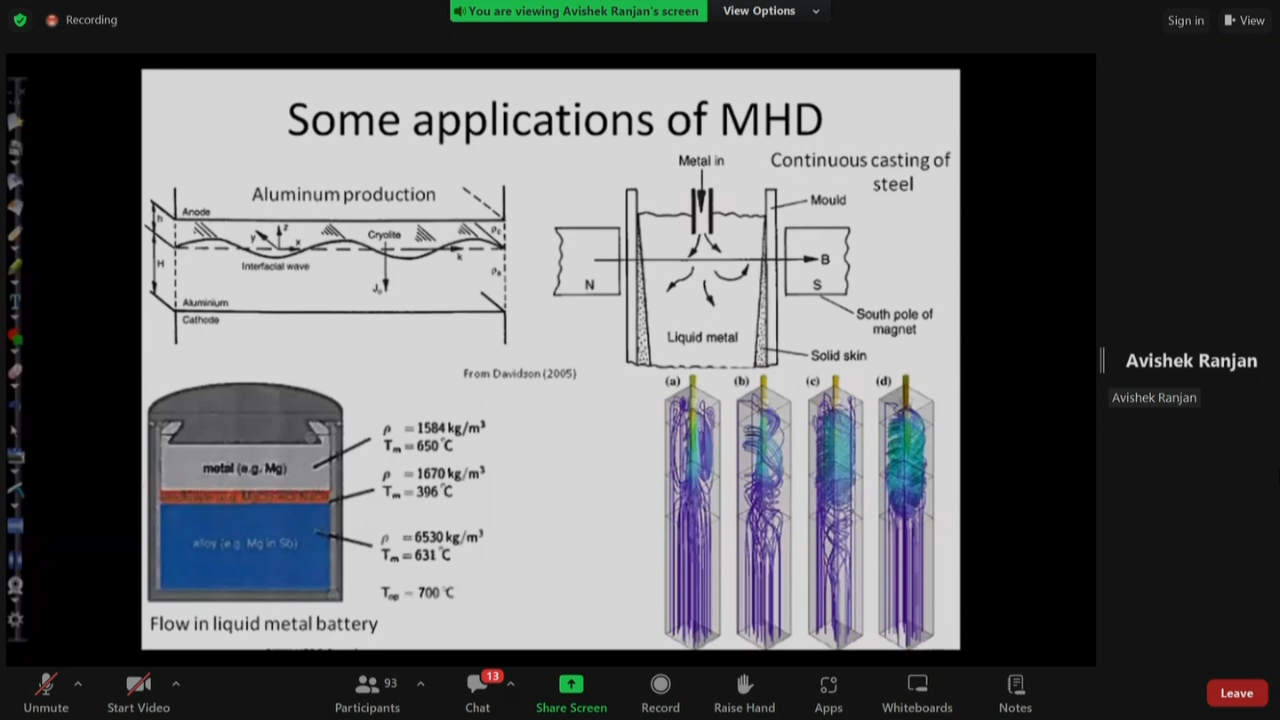 You are viewing Avishek Ranjan's screen
View Options
Recording
Sign in
View
Some applications of MHD
Aluminum production
Anode
h
z
y
x
Cryolite
ρc
k
Interfacial wave
H
J₀
Aluminium
Cathode
From Davidson (2005)
Metal in
Continuous casting of
steel
Mould
B
N
S
South pole of
magnet
Liquid metal
Solid skin
metal (e.g. Mg)
alloy (e.g. Mg in Sb)
ρ = 1584 kg/m³
Tm = 650 °C
ρ = 1670 kg/m³
Tm = 396 °C
ρ = 6530 kg/m³
Tm = 631 °C
Top = 700 °C
Flow in liquid metal battery
(a) (b) (c) (d)
Avishek Ranjan
Avishek Ranjan
Unmute
Start Video
93
Participants
13
Chat
Share Screen
Record
Raise Hand
Apps
Whiteboards
Notes
Leave